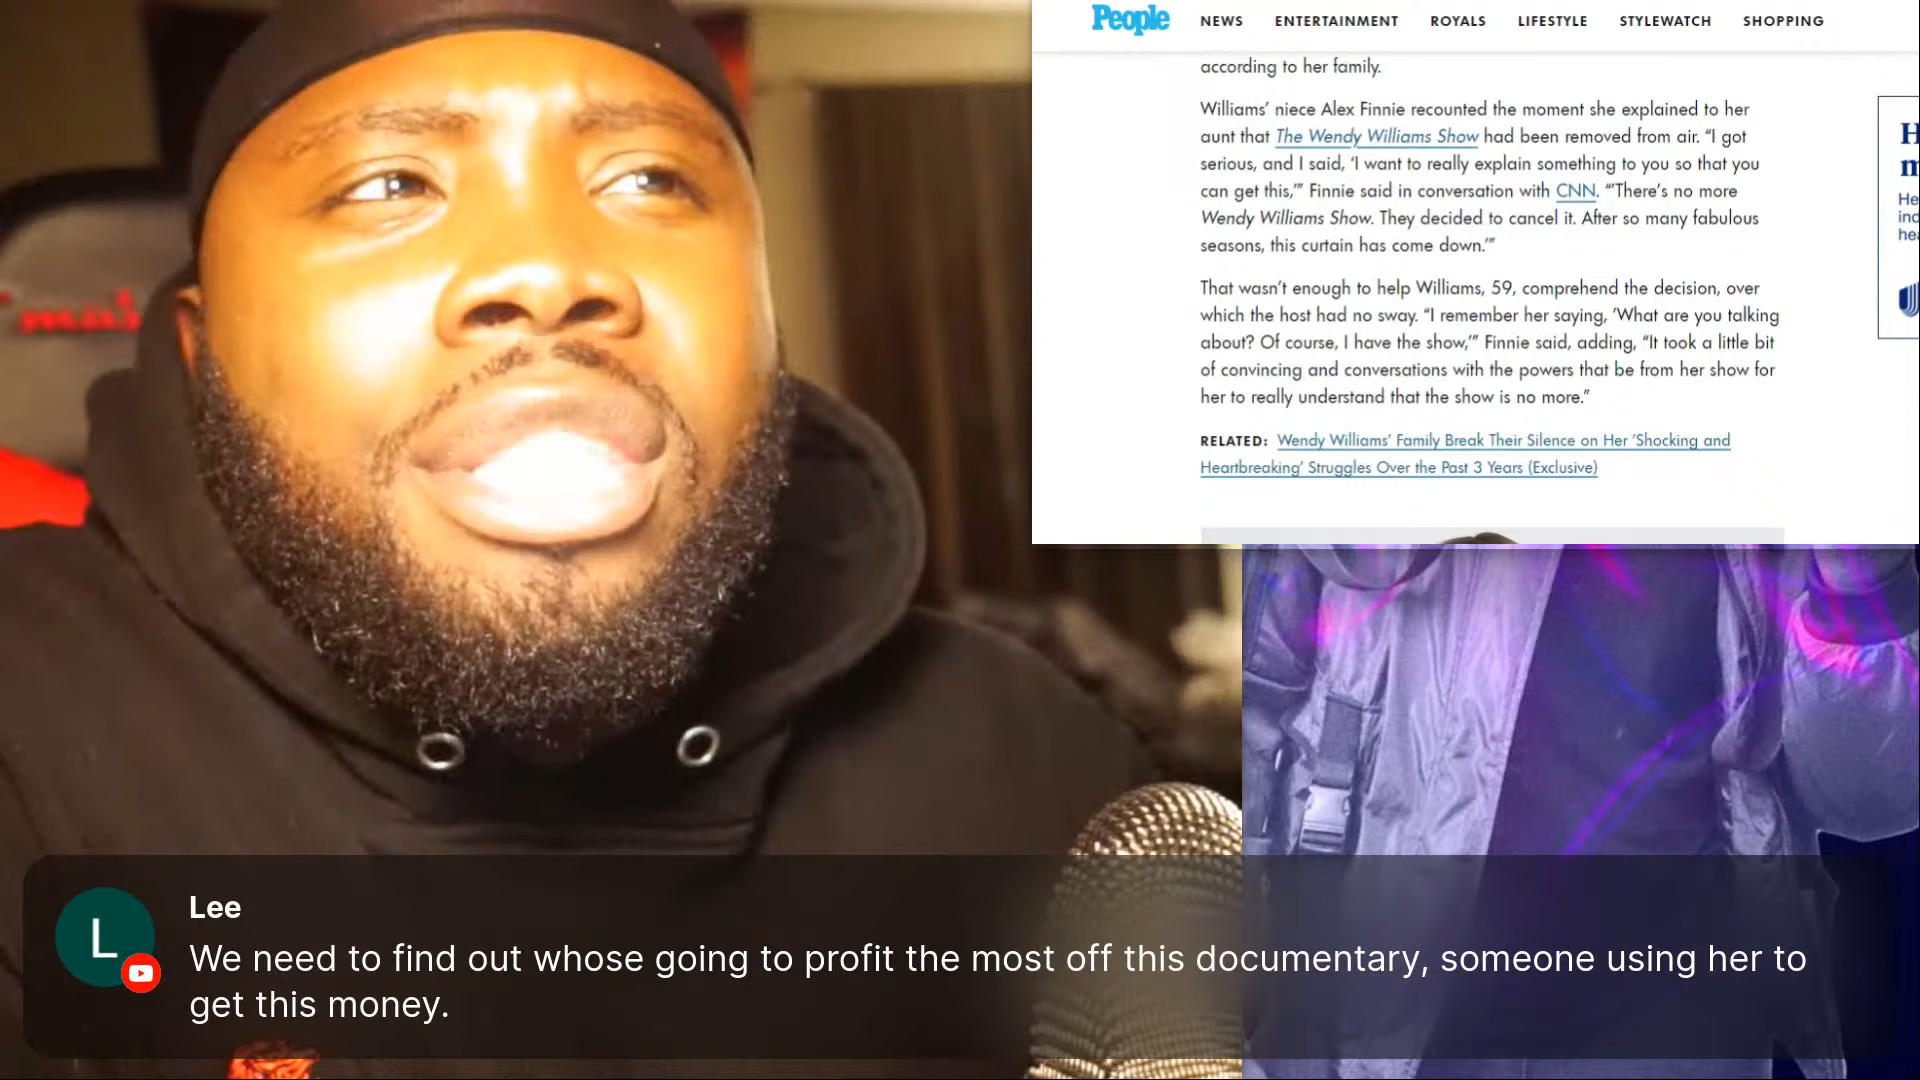 People NEWS ENTERTAINMENT ROYALS LIFESTYLE STYLEWATCH SHOPPING
according to her family.
Williams’ niece Alex Finnie recounted the moment she explained to her
aunt that The Wendy Williams Show had been removed from air. “I got
serious, and I said, ‘I want to really explain something to you so that you
can get this,’” Finnie said in conversation with CNN. “‘There’s no more
Wendy Williams Show. They decided to cancel it. After so many fabulous
seasons, this curtain has come down.’”
That wasn’t enough to help Williams, 59, comprehend the decision, over
which the host had no sway. “I remember her saying, ‘What are you talking
about? Of course, I have the show,’” Finnie said, adding, “It took a little bit
of convincing and conversations with the powers that be from her show for
her to really understand that the show is no more.”
RELATED: Wendy Williams’ Family Break Their Silence on Her ‘Shocking and
Heartbreaking’ Struggles Over the Past 3 Years (Exclusive)
L
Lee
We need to find out whose going to profit the most off this documentary, someone using her to
get this money.